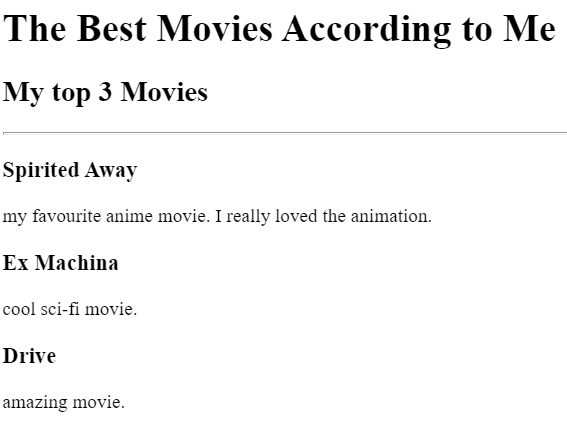 The Best Movies According to Me
My top 3 Movies
Spirited Away
my favourite anime movie. I really loved the animation.
Ex Machina
cool sci-fi movie.
Drive
amazing movie.